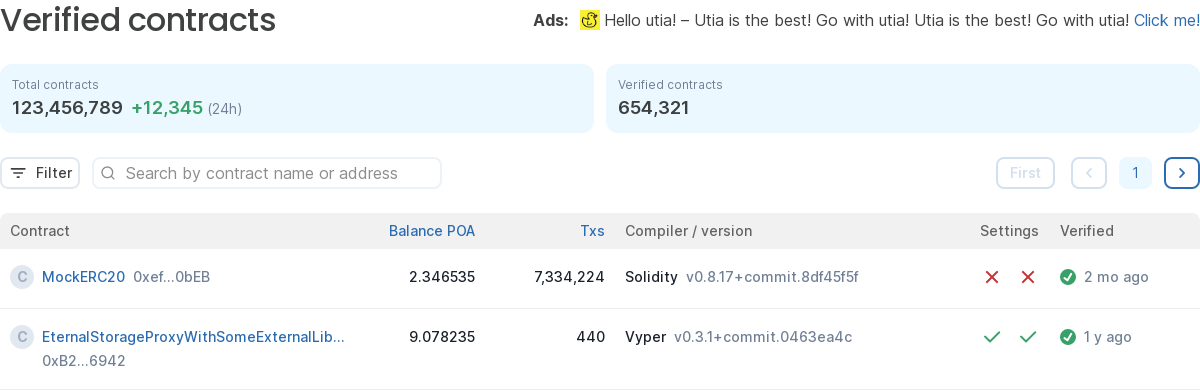 Verified contracts
Ads: Hello utia! – Utia is the best! Go with utia! Utia is the best! Go with utia! Click me!
Total contracts
123,456,789 +12,345 (24h)
Verified contracts
654,321
Filter
Search by contract name or address
First 1
Contract Balance POA Txs Compiler / version Settings Verified
C MockERC20 0xef...0bEB 2.346535 7,334,224 Solidity v0.8.17+commit.8df45f5f 2 mo ago
C EternalStorageProxyWithSomeExternalLib... 9.078235 440 Vyper v0.3.1+commit.0463ea4c 1 y ago
0xB2...6942